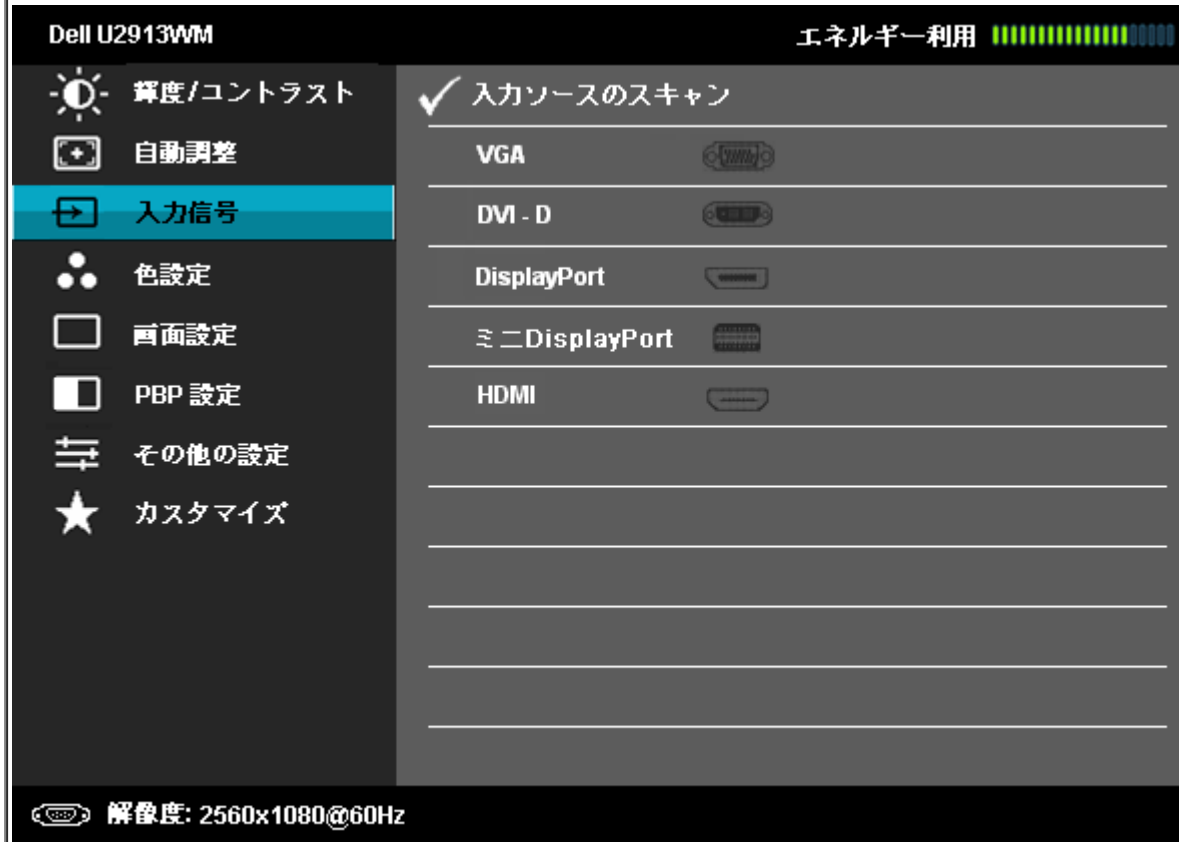 Dell U2913WM
エネルギー利用
輝度/コントラスト
自動調整
入力信号
色設定
画面設定
PBP 設定
その他の設定
カスタマイズ
入力ソースのスキャン
VGA
DVI - D
DisplayPort
ミニDisplayPort
HDMI
解像度: 2560x1080@60Hz